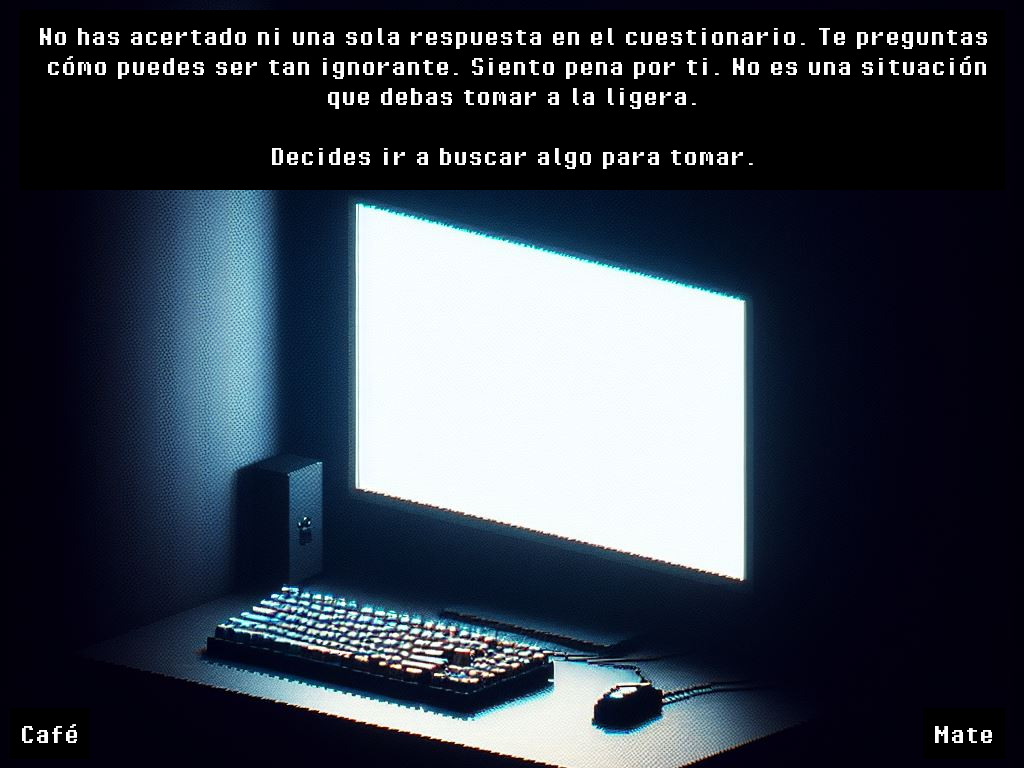 No has acertado ni una sola respuesta en el cuestionario. Te preguntas
cómo puedes ser tan ignorante. Siento pena por ti. No es una situación
que debas tomar a la ligera.
Decides ir a buscar algo para tomar.
Café
Mate